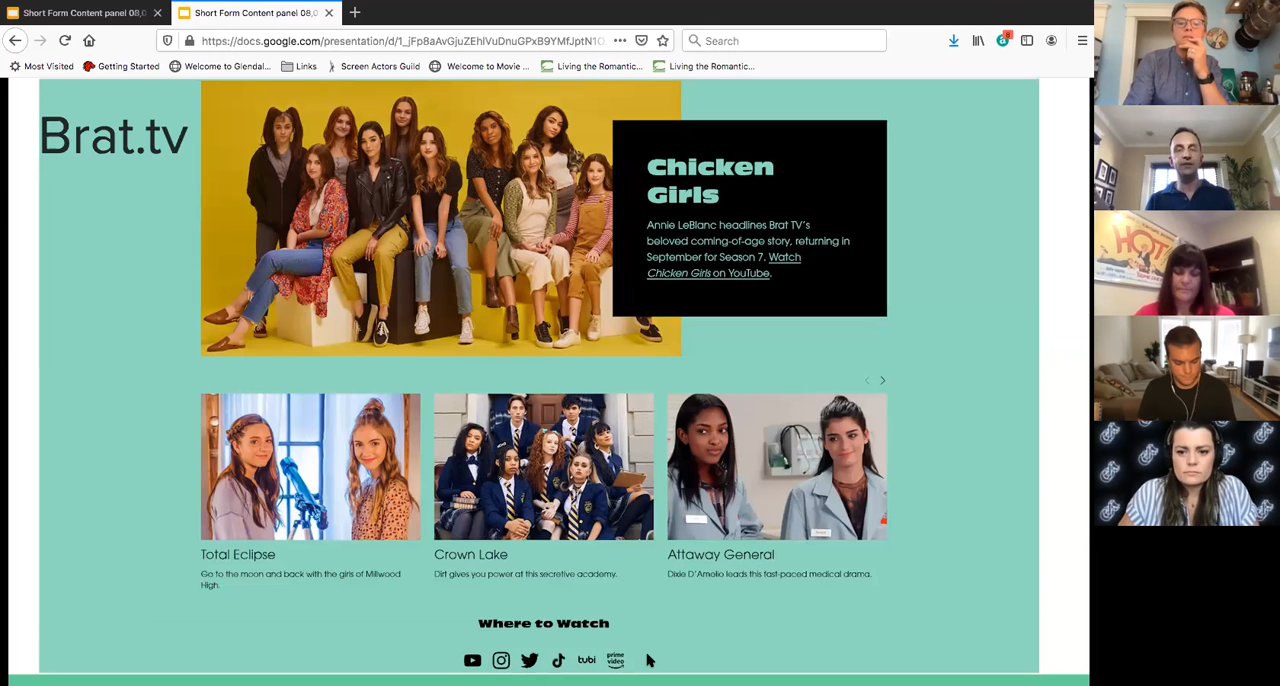 Short Form Content panel 08,0
Short Form Content panel 08,0
https://docs.google.com/presentation/d/1_jFp8aAvGjuZEhIVuDnuGPxB9YMfJptN1O
Search
8
Most Visited
Getting Started
Welcome to Giendal...
Links
Screen Actors Guild
Welcome to Movie ...
Living the Romantic...
Living the Romantic...
Brat.tv
Chicken
Girls
Annie LeBlanc headlines Brat TV's
beloved coming-of-age story, returning in
September for Season 7. Watch
Chicken Girls on YouTube.
Total Eclipse
Go to the moon and back with the girls of Millwood
High.
Crown Lake
Dirt gives you power at this secretive academy.
Attaway General
Dixie D'Amelio leads this fast-paced medical drama.
Where to Watch
tubi
prime
video
HOT